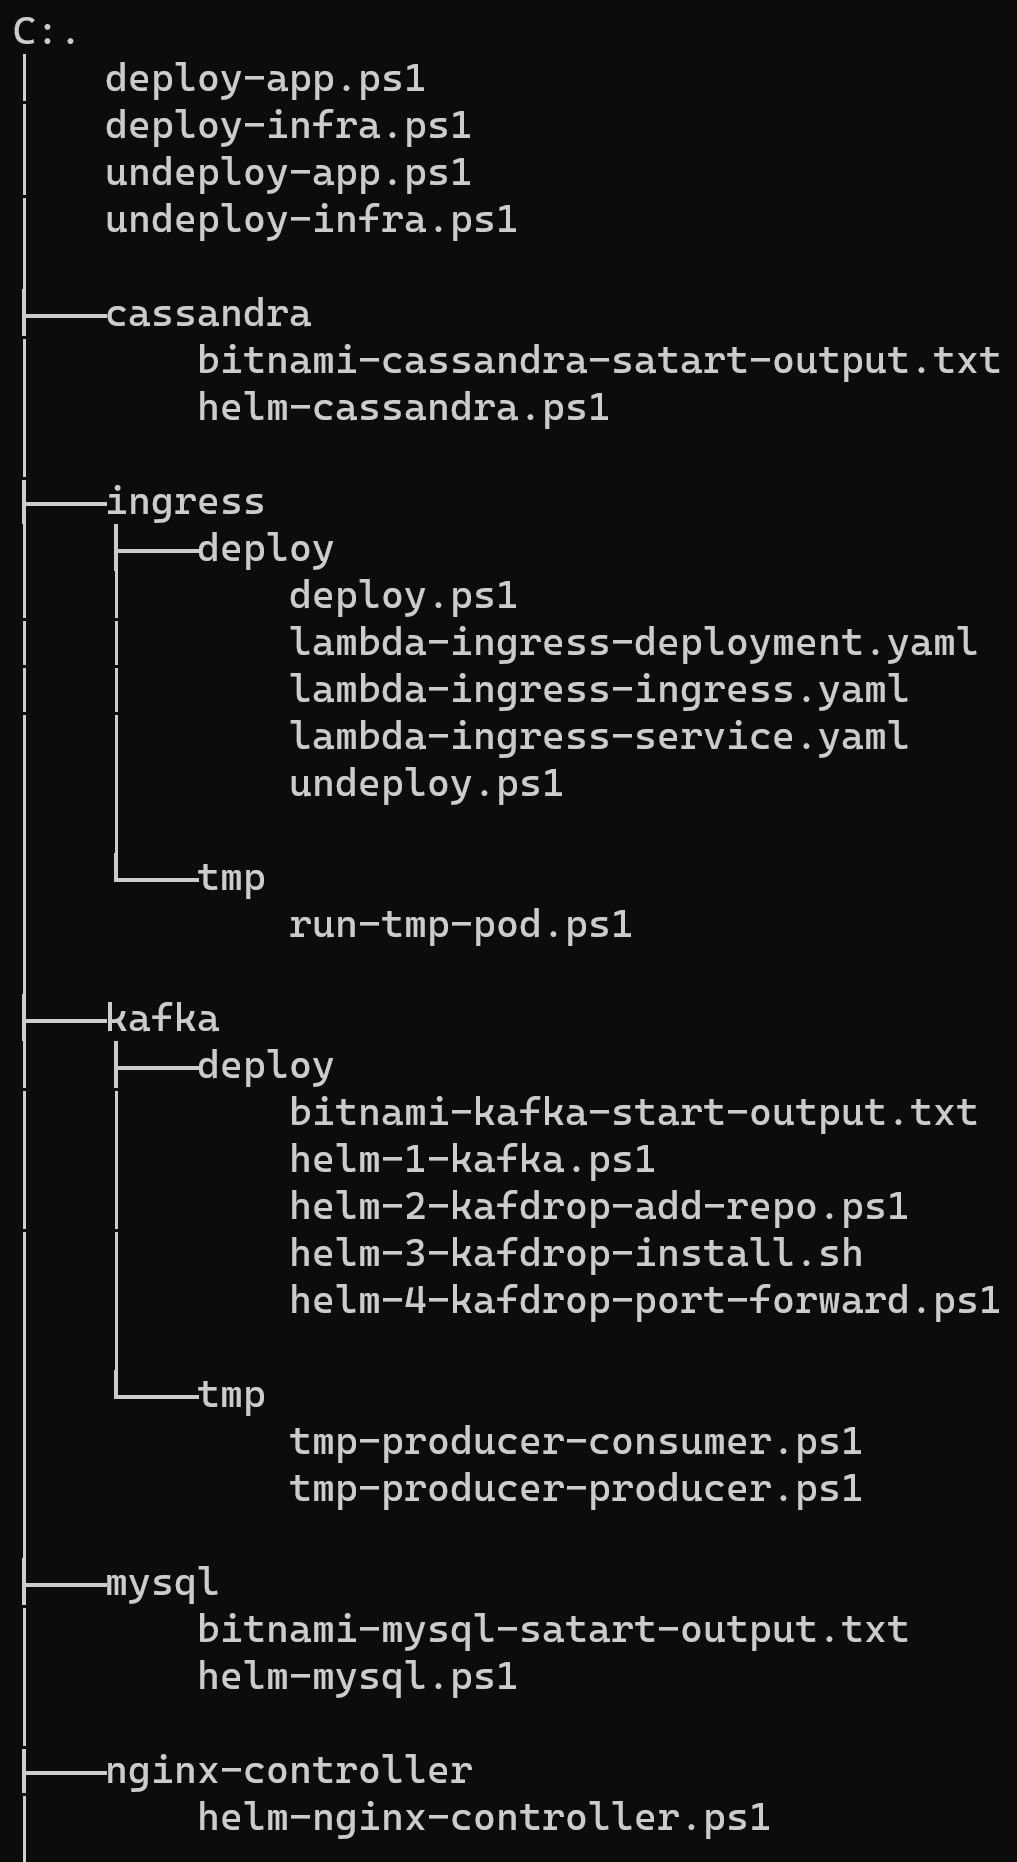 C:.
deploy-app.ps1
deploy-infra.ps1
undeploy-app.ps1
undeploy-infra.ps1
cassandra
bitnami-cassandra-satart-output.txt
helm-cassandra.ps1
ingress
deploy
deploy.ps1
lambda-ingress-deployment.yaml
lambda-ingress-ingress.yaml
lambda-ingress-service.yaml
undeploy.ps1
tmp
run-tmp-pod.ps1
kafka
deploy
bitnami-kafka-start-output.txt
helm-1-kafka.ps1
helm-2-kafdrop-add-repo.ps1
helm-3-kafdrop-install.sh
helm-4-kafdrop-port-forward.ps1
tmp
tmp-producer-consumer.ps1
tmp-producer-producer.ps1
mysql
bitnami-mysql-satart-output.txt
helm-mysql.ps1
nginx-controller
helm-nginx-controller.ps1